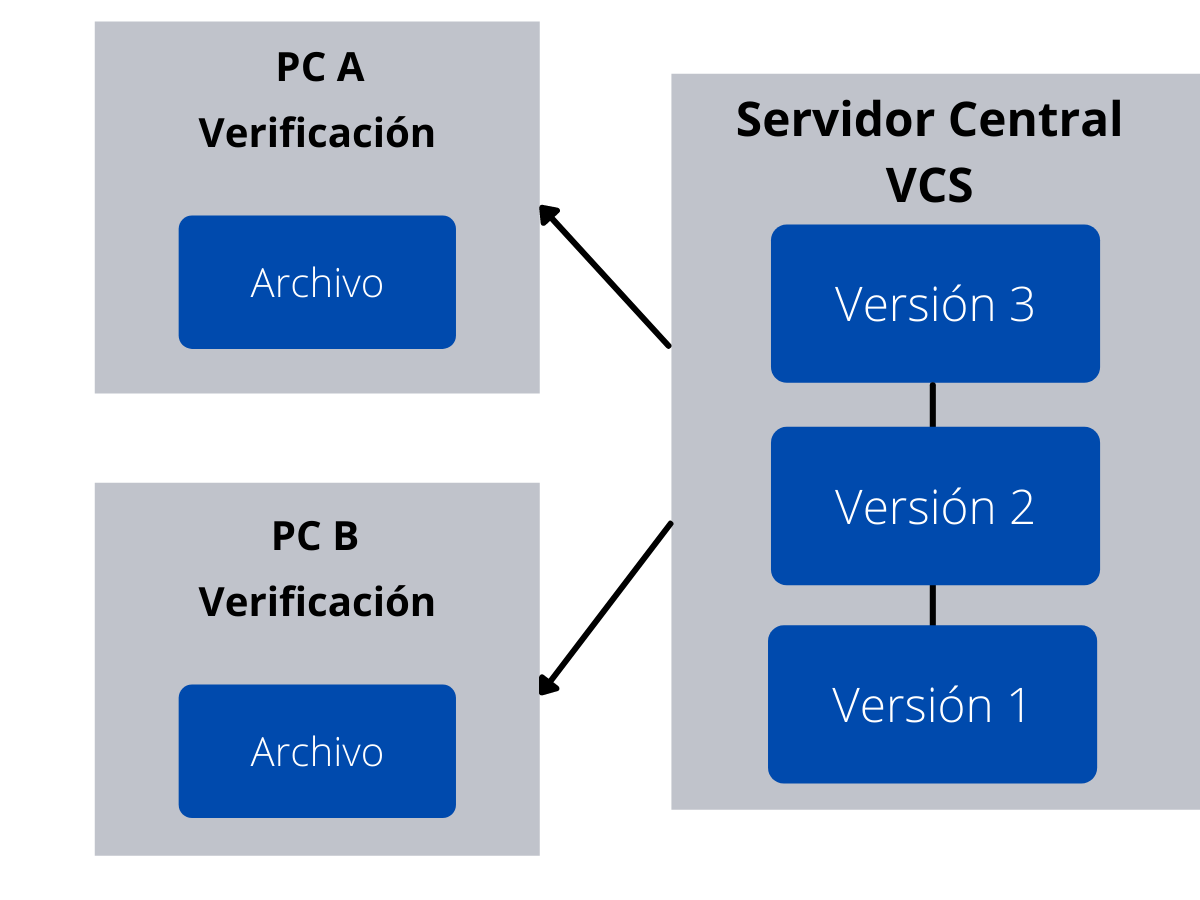 PC A
Verificación
Archivo
PC B
Verificación
Archivo
Servidor Central
VCS
Versión 3
Versión 2
Versión 1